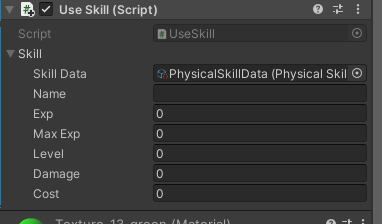 Use Skill (Script)
Script UseSkill
Skill
Skill Data PhysicalSkillData (Physical Skil
Name
Exp 0
Max Exp 0
Level 0
Damage 0
Cost 0
Texture_13_green (Material)